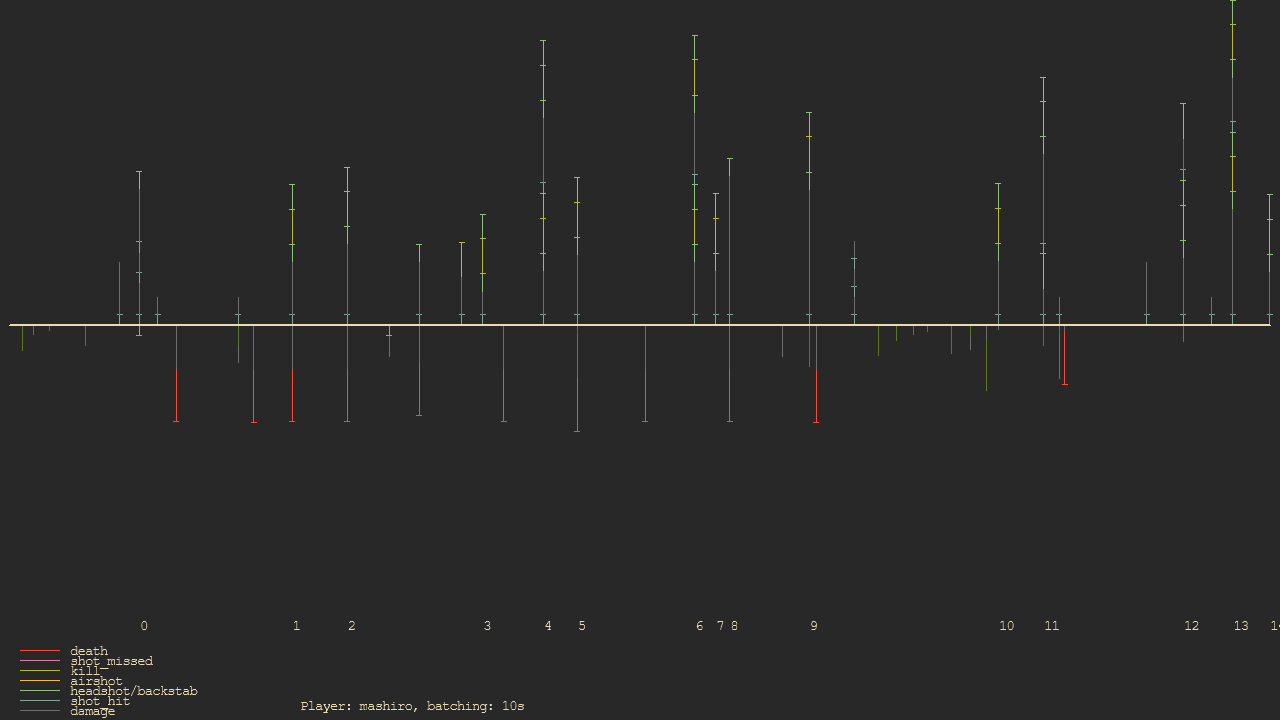 0 1 2 3 4 5 6 7 8 9 10 11 12 13 14
death
shot_missed
kill
airshot
headshot/backstab
shot_hit
damage
Player: mashiro, batching: 10s